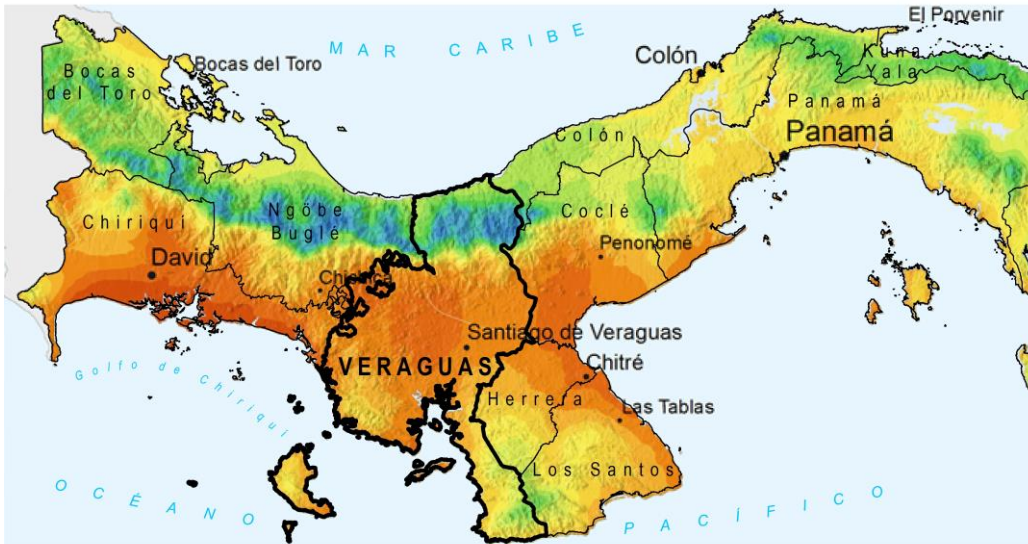 El Porvenir
MAR CARIBE
Bocas del Toro
Colón
Kuna
Yala
Bocas
del Toro
Panamá
Panamá
Colón
Ngöbe
Buglé
Chiriquí
Coclé
David
Penonomé
Santiago de Veraguas
VERAGUAS
Chitré
Golfo de Chiriquí
Herrera
Las Tablas
Los Santos
OCÉANO
PACÍFICO